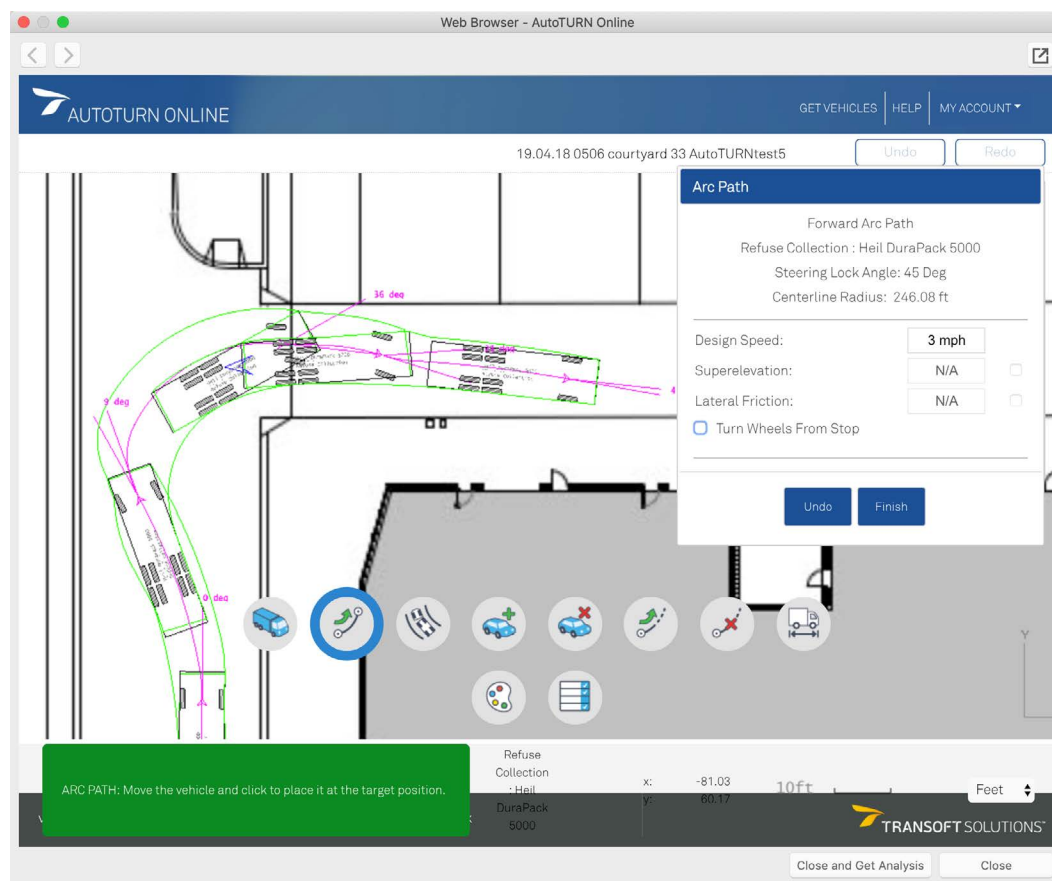 Web Browser - AutoTURN Online
AUTOTURN ONLINE
GET VEHICLES
HELP
MY ACCOUNT
19.04.18 0506 courtyard 33 AutoTURNtest5
Undo
Redo
Arc Path
Forward Arc Path
Refuse Collection : Heil DuraPack 5000
Steering Lock Angle: 45 Deg
Centerline Radius: 246.08 ft
Design Speed: 3 mph
Superelevation: N/A
Lateral Friction: N/A
Turn Wheels From Stop
Undo
Finish
36 deg
4
9 deg
0 deg
Y
ARC PATH: Move the vehicle and click to place it at the target position.
Refuse
Collection
: Heil
DuraPack
5000
x: -81.03
y: 60.17
10ft
Feet
TRANSOFT SOLUTIONS
Close and Get Analysis
Close